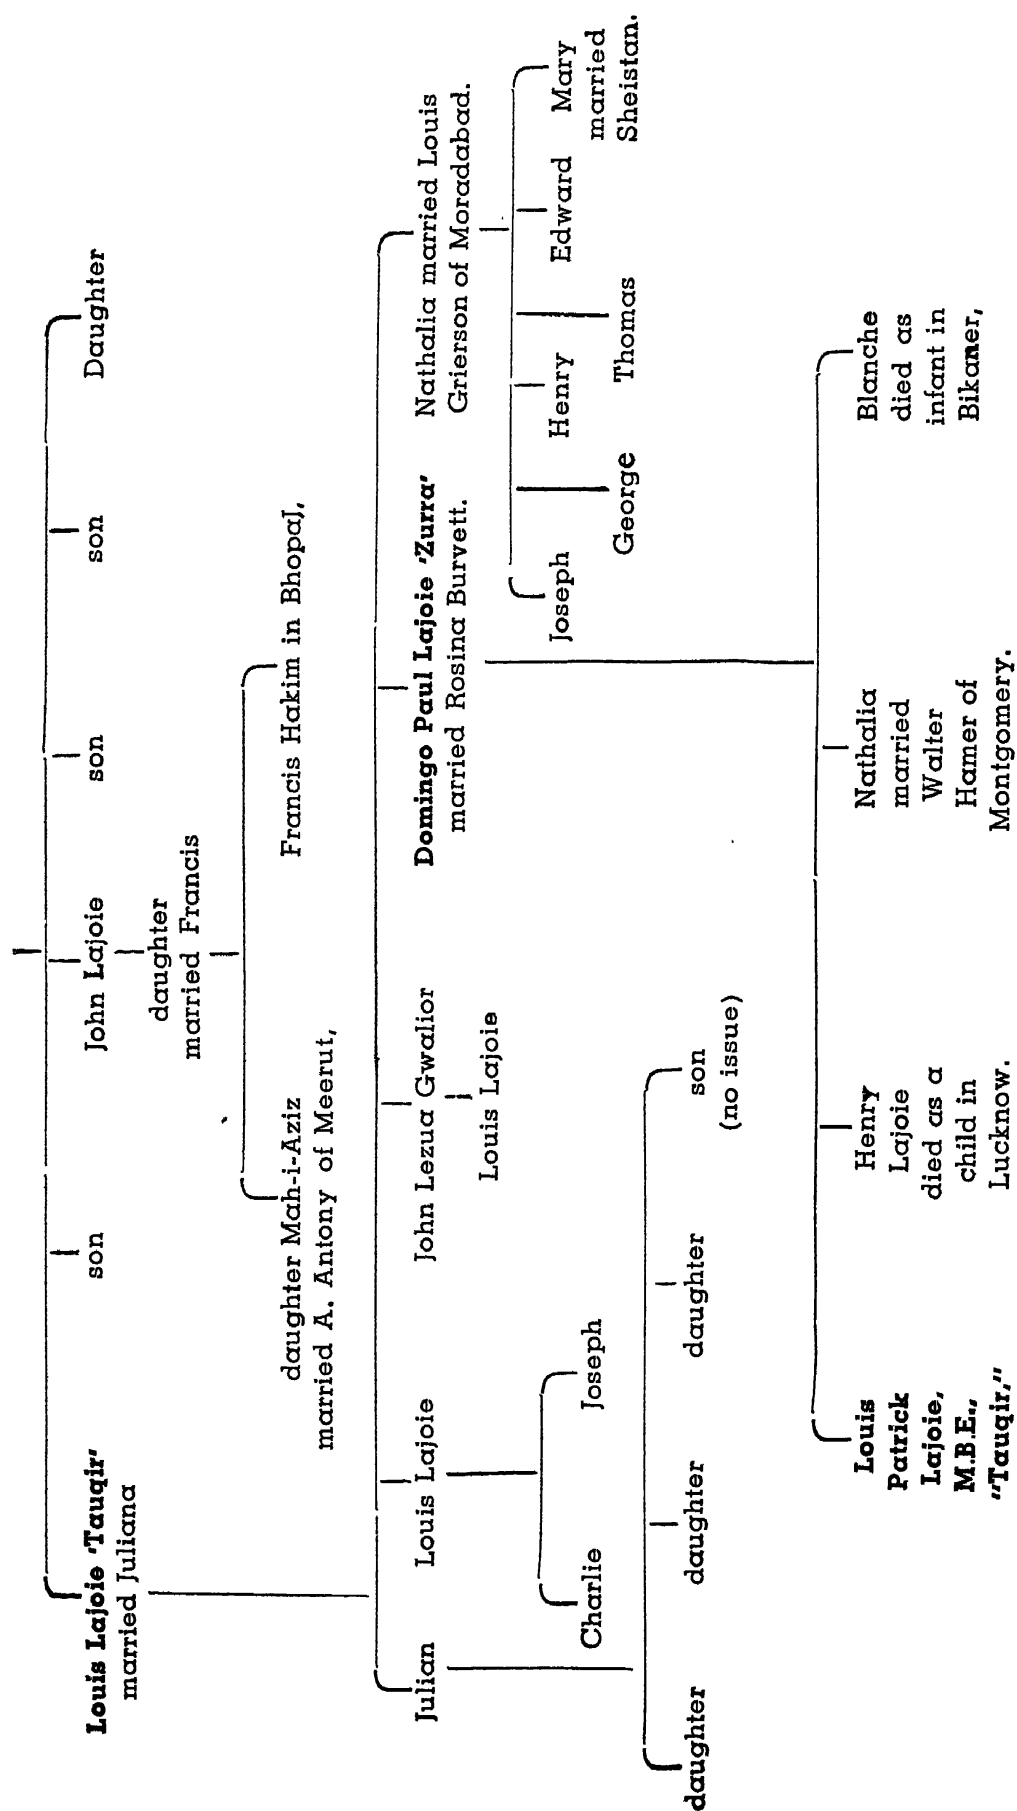 Louis Lajoie 'Tauqir'
married Juliana
son
John Lajoie
son
son
Daughter
daughter
married Francis
daughter Mah-i-Aziz
married A. Antony of Meerut,
Francis Hakim in Bhopal,
Julian
Louis Lajoie
John Lezua Gwalior
Domingo Paul Lajoie 'Zurra'
married Rosina Burvett.
Nathalia married Louis
Grierson of Moradabad.
Louis Lajoie
Charlie
Joseph
Joseph
George
Henry
Thomas
Edward
Mary
married
Sheistan.
daughter
daughter
daughter
son
(no issue)
Louis
Patrick
Lajoie,
M.B.E.,
"Tauqir,"
Henry
Lajoie
died as a
child in
Lucknow.
Nathalia
married
Walter
Hamer of
Montgomery.
Blanche
died as
infant in
Bikaner,